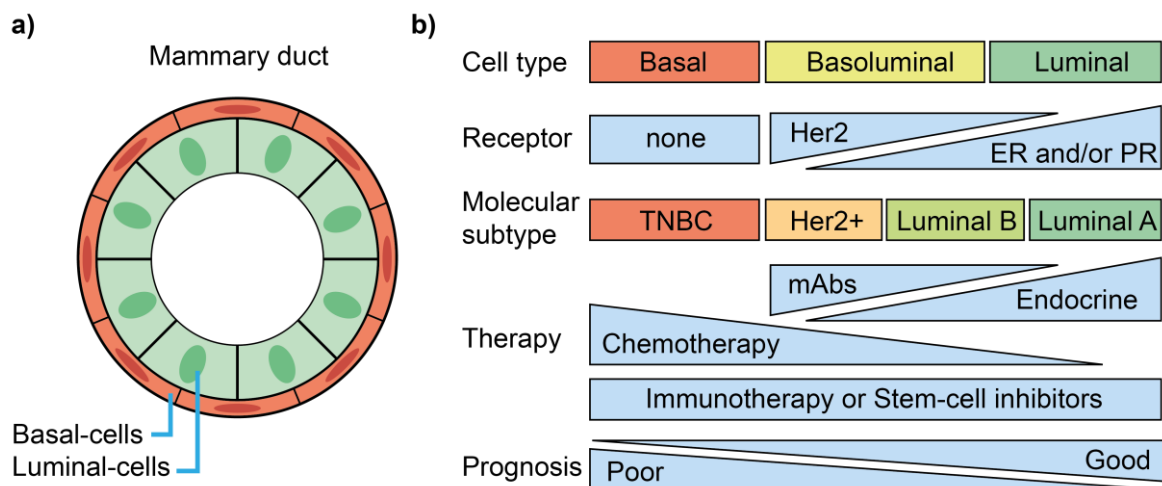 a)
Mammary duct
Basal-cells
Luminal-cells
b)
Cell type Basal Basoluminal Luminal
Receptor none Her2 ER and/or PR
Molecular
subtype TNBC Her2+ Luminal B Luminal A
mAbs Endocrine
Therapy Chemotherapy
Immunotherapy or Stem-cell inhibitors
Prognosis Poor Good